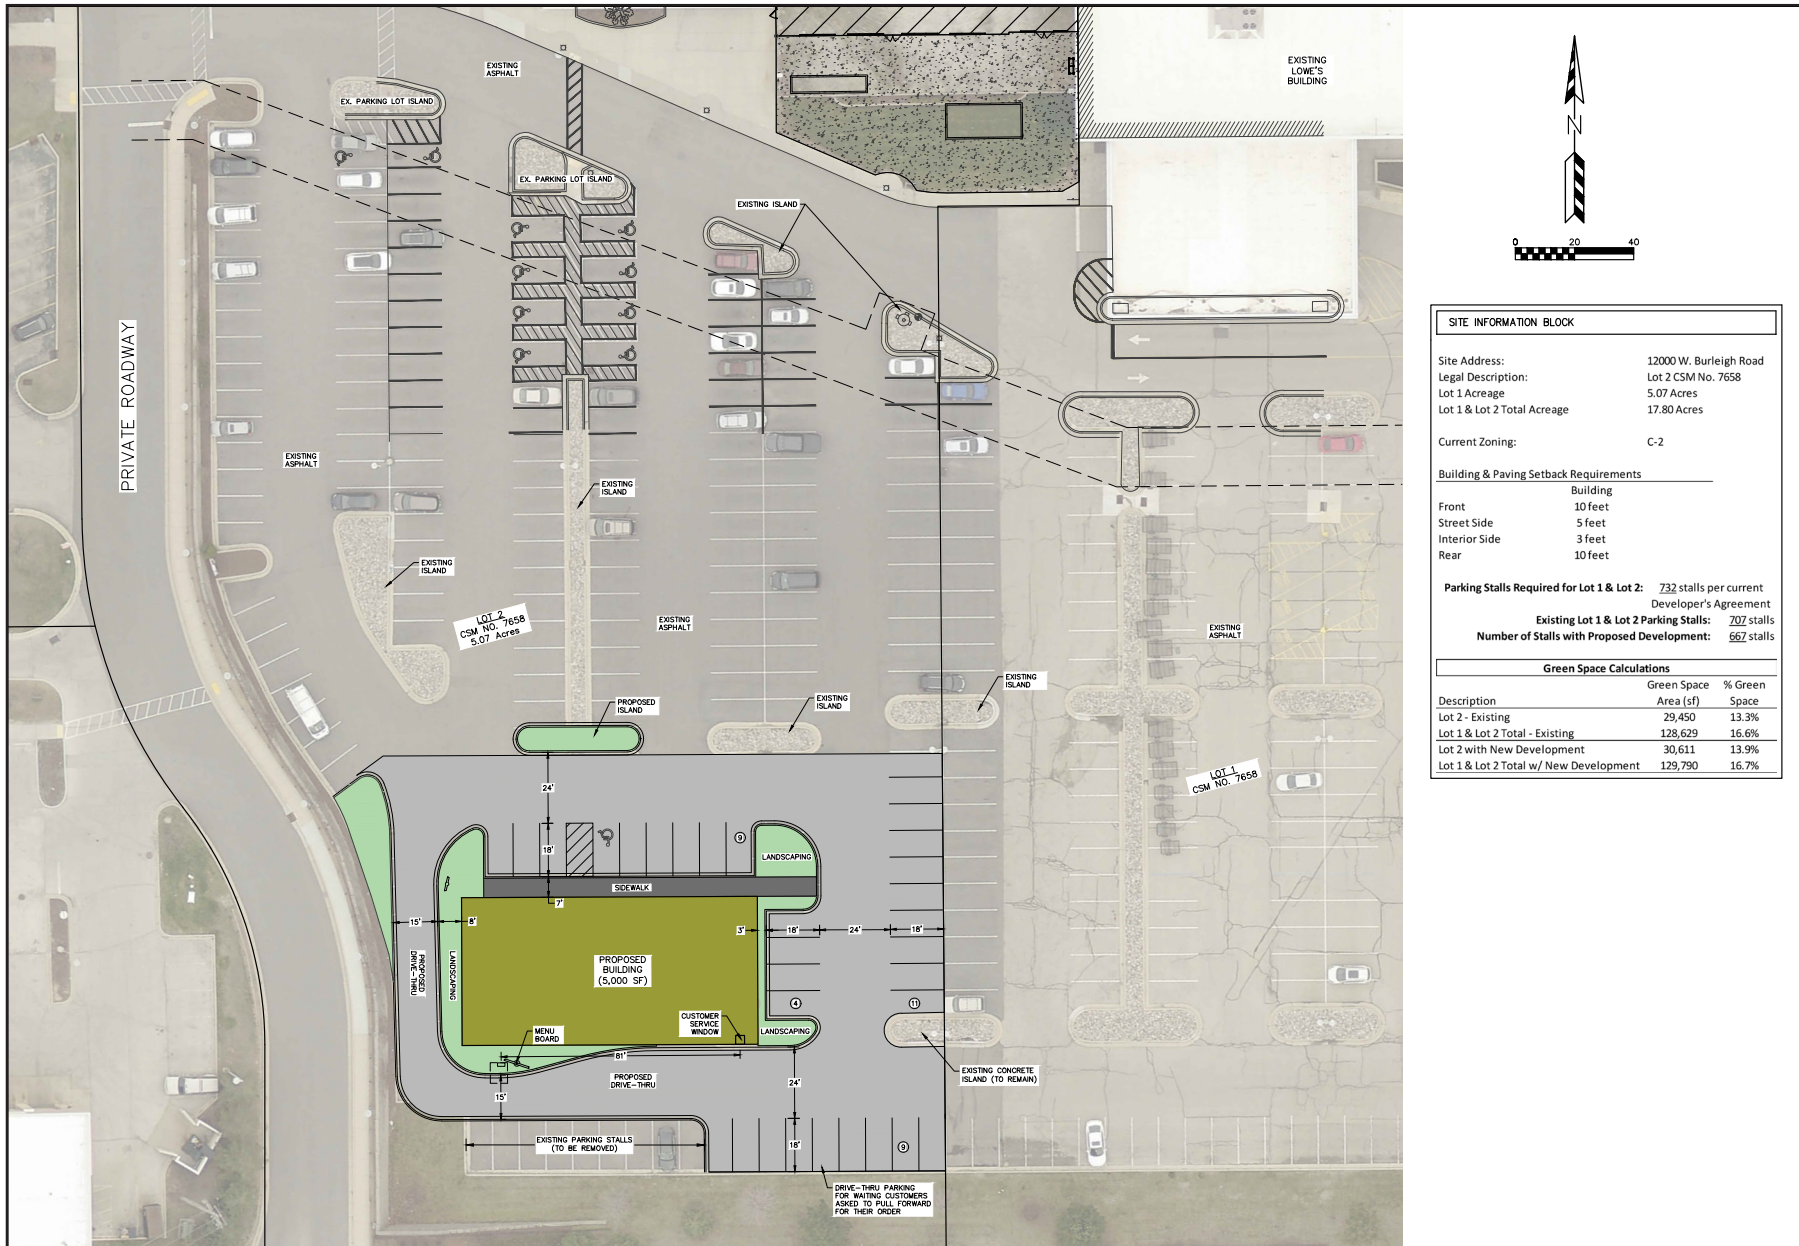 EXISTING
ASPHALT
EXISTING
LOWE'S
BUILDING
EX. PARKING LOT ISLAND
EX. PARKING LOT ISLAND
EXISTING ISLAND
N
0 20 40
PRIVATE ROADWAY
EXISTING
ASPHALT
EXISTING
ISLAND
EXISTING
ISLAND
LOT 2
CSM NO. 7658
5.07 Acres
EXISTING
ASPHALT
EXISTING
ASPHALT
EXISTING
ISLAND
EXISTING
ISLAND
PROPOSED
ISLAND
LOT 1
CSM NO. 7658
24'
18'
9
LANDSCAPING
SIDEWALK
7'
15'
8'
3'
18'
24'
18'
PROPOSED
DRIVE-THRU
LANDSCAPING
PROPOSED
BUILDING
(5,000 SF)
4
11
CUSTOMER
SERVICE
WINDOW
MENU
BOARD
LANDSCAPING
81'
PROPOSED
DRIVE-THRU
15'
24'
EXISTING CONCRETE
ISLAND (TO REMAIN)
EXISTING PARKING STALLS
(TO BE REMOVED)
18'
9
DRIVE-THRU PARKING
FOR WAITING CUSTOMERS
ASKED TO PULL FORWARD
FOR THEIR ORDER
SITE INFORMATION BLOCK
Site Address: 12000 W. Burleigh Road
Legal Description: Lot 2 CSM No. 7658
Lot 1 Acreage 5.07 Acres
Lot 1 & Lot 2 Total Acreage 17.80 Acres
Current Zoning: C-2
Building & Paving Setback Requirements
Building
Front 10 feet
Street Side 5 feet
Interior Side 3 feet
Rear 10 feet
Parking Stalls Required for Lot 1 & Lot 2: 732 stalls per current
Developer's Agreement
Existing Lot 1 & Lot 2 Parking Stalls: 707 stalls
Number of Stalls with Proposed Development: 667 stalls
Green Space Calculations
Green Space % Green
Description Area (sf) Space
Lot 2 - Existing 29,450 13.3%
Lot 1 & Lot 2 Total - Existing 128,629 16.6%
Lot 2 with New Development 30,611 13.9%
Lot 1 & Lot 2 Total w/ New Development 129,790 16.7%